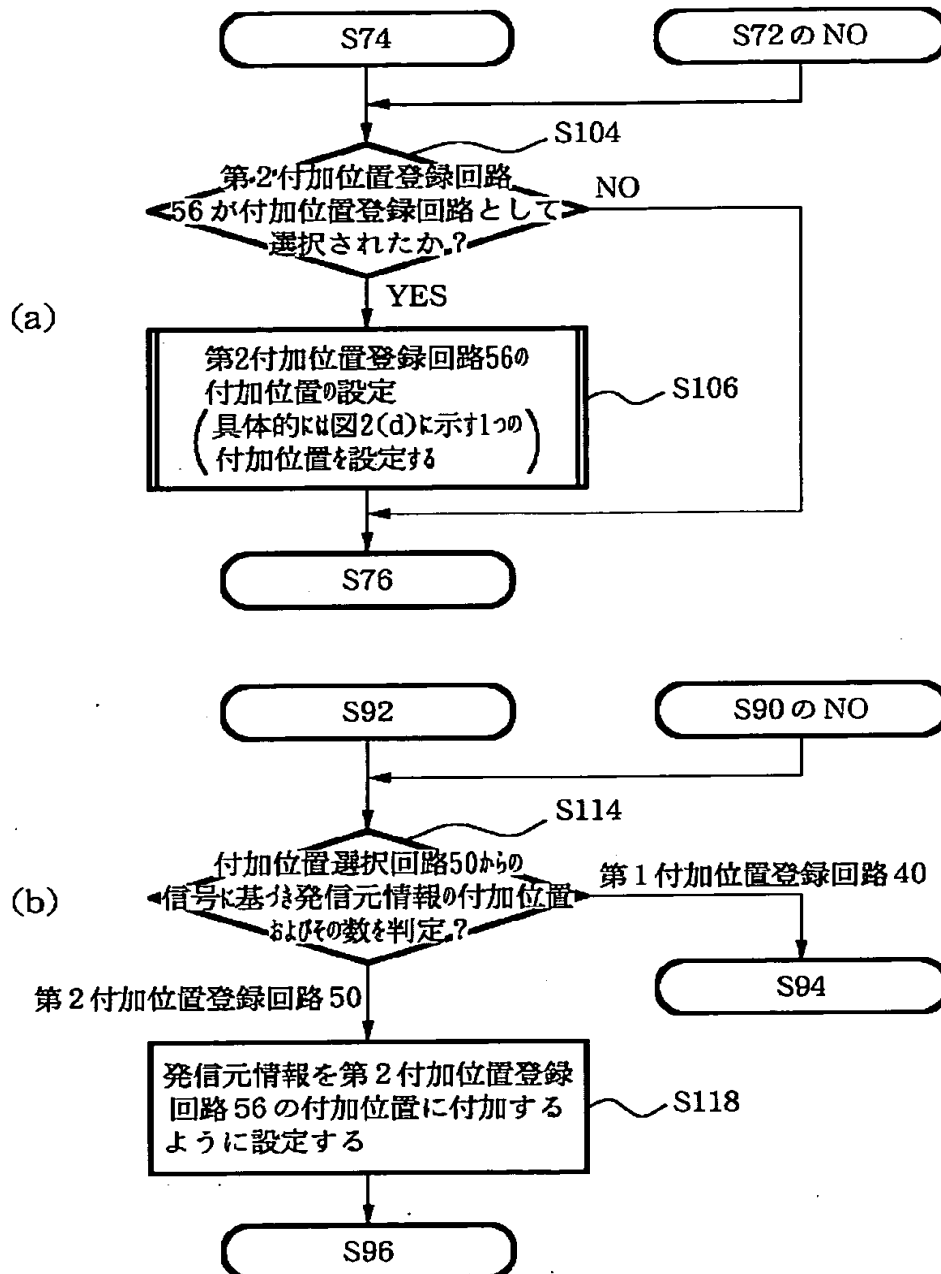 S74
S72のNO
S104
第2付加位置登録回路
56が付加位置登録回路として
選択されたか?
NO
YES
(a)
第2付加位置登録回路56の
付加位置の設定
具体的には図2(d)に示す1つの
付加位置を設定する
S106
S76
S92
S90のNO
S114
付加位置選択回路50からの
信号に基づき発信元情報の付加位置
およびその数を判定?
第1付加位置登録回路40
(b)
S94
第2付加位置登録回路50
発信元情報を第2付加位置登録
回路56の付加位置に付加する
ように設定する
S118
S96